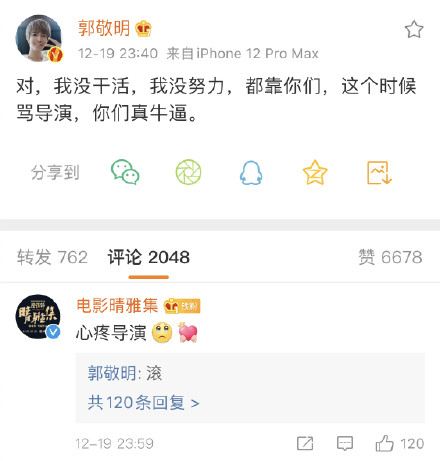 郭敬明
12-19 23:40 来自iPhone 12 Pro Max
对，我没干活，我没努力，都靠你们，这个时候
骂导演，你们真牛逼。
分享到
转发 762 评论 2048 赞 6678
电影晴雅集
心疼导演
郭敬明: 滚
共120条回复 >
12-19 23:59 120